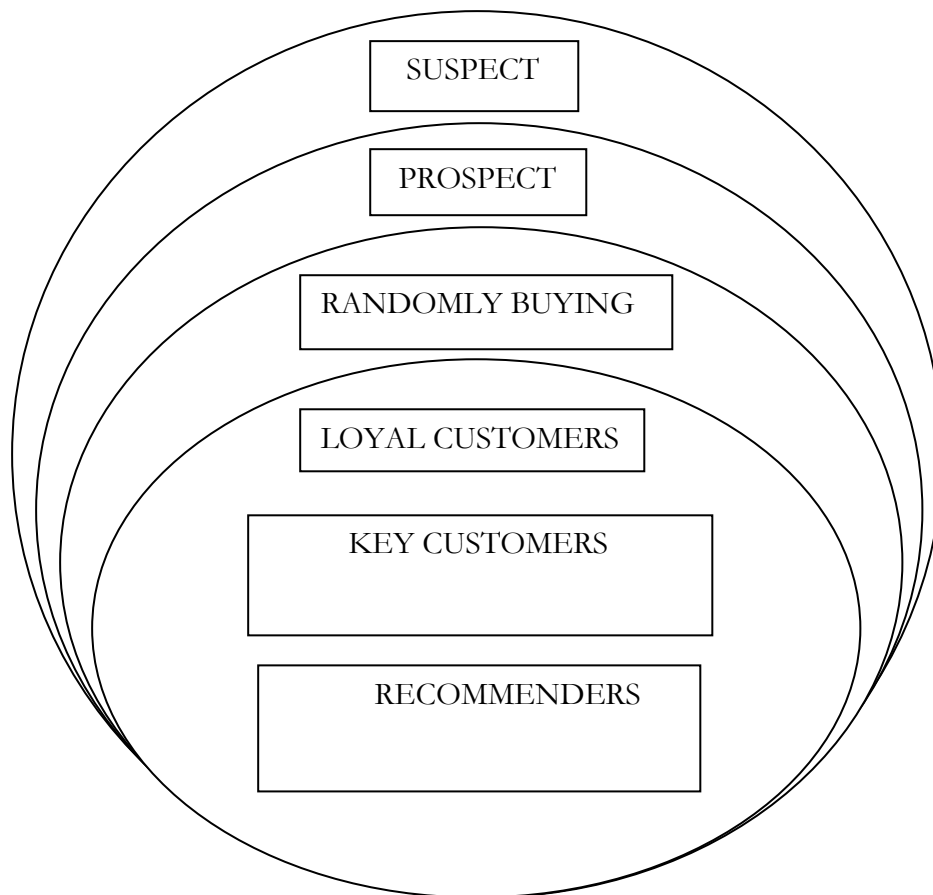 SUSPECT
PROSPECT
RANDOMLY BUYING
LOYAL CUSTOMERS
KEY CUSTOMERS
RECOMMENDERS